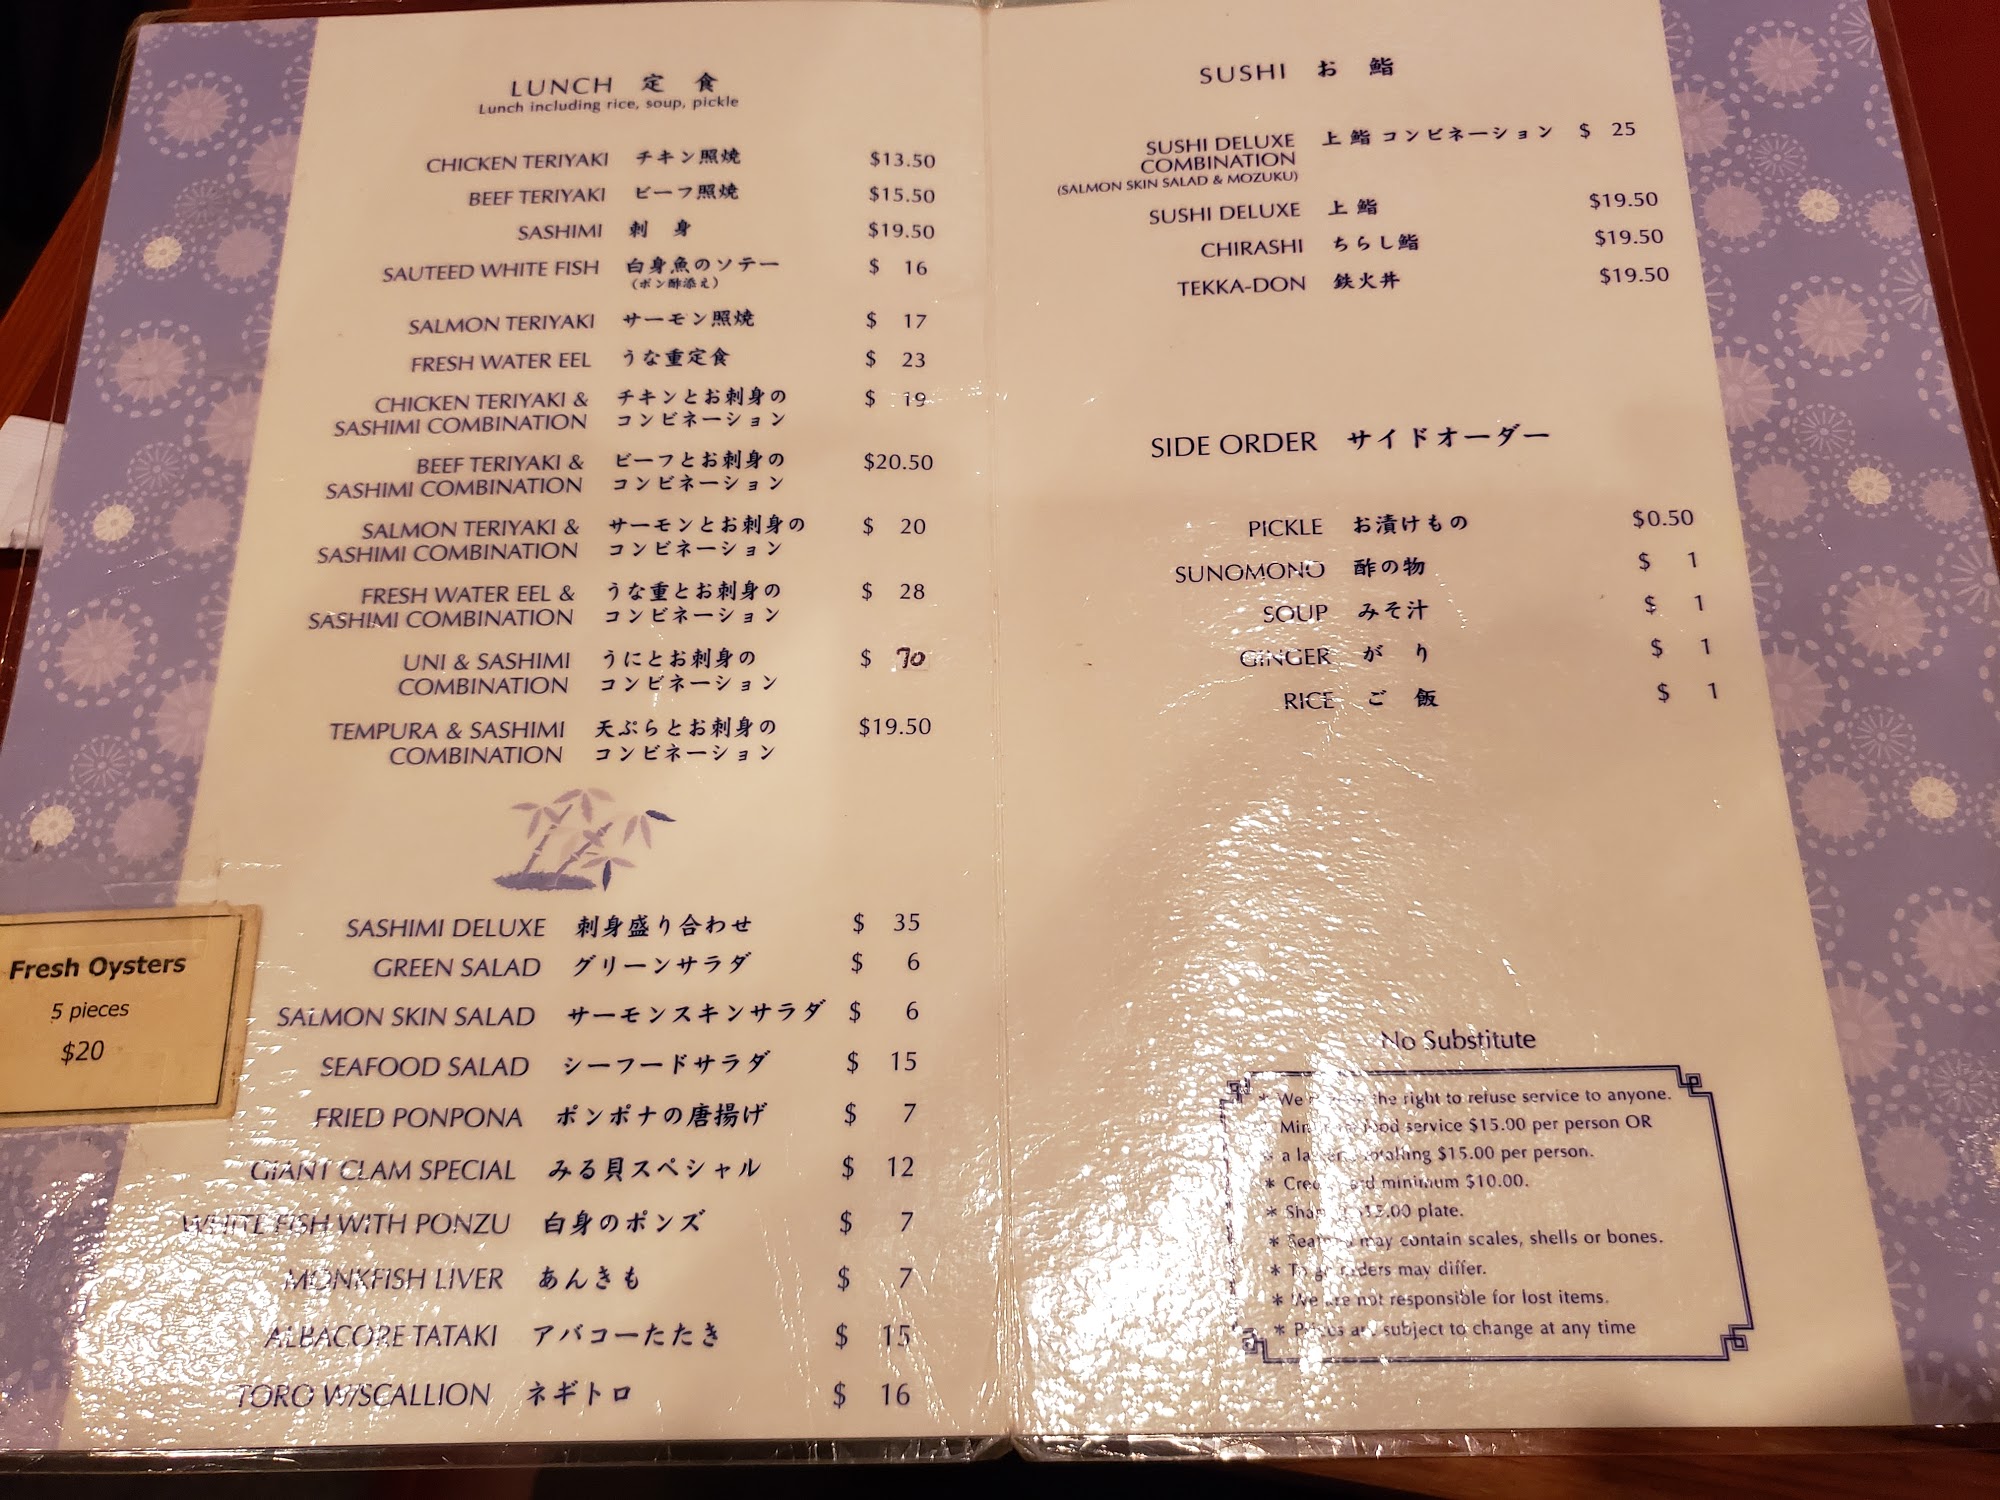 LUNCH 定 食
Lunch including rice, soup, pickle
CHICKEN TERIYAKI チキン照焼 $13.50
BEEF TERIYAKI ビーフ照焼 $15.50
SASHIMI 刺 身 $19.50
SAUTEED WHITE FISH 白身魚のソテー $ 16
(ポン酢添え)
SALMON TERIYAKI サーモン照焼 $ 17
FRESH WATER EEL うな重定食 $ 23
CHICKEN TERIYAKI & チキンとお刺身の $ 19
SASHIMI COMBINATION コンビネーション
BEEF TERIYAKI & ビーフとお刺身の $20.50
SASHIMI COMBINATION コンビネーション
SALMON TERIYAKI & サーモンとお刺身の $ 20
SASHIMI COMBINATION コンビネーション
FRESH WATER EEL & うな重とお刺身の $ 28
SASHIMI COMBINATION コンビネーション
UNI & SASHIMI うにとお刺身の $ 70
COMBINATION コンビネーション
TEMPURA & SASHIMI 天ぷらとお刺身の $19.50
COMBINATION コンビネーション
SASHIMI DELUXE 刺身盛り合わせ $ 35
GREEN SALAD グリーンサラダ $ 6
SALMON SKIN SALAD サーモンスキンサラダ $ 6
SEAFOOD SALAD シーフードサラダ $ 15
FRIED PONPONA ポンポナの唐揚げ $ 7
GIANT CLAM SPECIAL みる貝スペシャル $ 12
WHITE FISH WITH PONZU 白身のポンズ $ 7
MONKFISH LIVER あんきも $ 7
ALBACORE TATAKI アバコーたたき $ 15
TORO W/SCALLION ネギトロ $ 16
Fresh Oysters
5 pieces
$20
SUSHI お 鮨
SUSHI DELUXE 上 鮨 コンビネーション $ 25
COMBINATION
(SALMON SKIN SALAD & MOZUKU)
SUSHI DELUXE 上 鮨 $19.50
CHIRASHI ちらし鮨 $19.50
TEKKA-DON 鉄火丼 $19.50
SIDE ORDER サイドオーダー
PICKLE お漬けもの $0.50
SUNOMONO 酢の物 $ 1
SOUP みそ汁 $ 1
GINGER がり $ 1
RICE ご 飯 $ 1
No Substitute
* We the right to refuse service to anyone.
food service $15.00 per person OR
a totalling $15.00 per person.
* Credit card minimum $10.00.
* $15.00 plate.
* Seafood may contain scales, shells or bones.
* To go orders may differ.
* We are not responsible for lost items.
* Prices are subject to change at any time